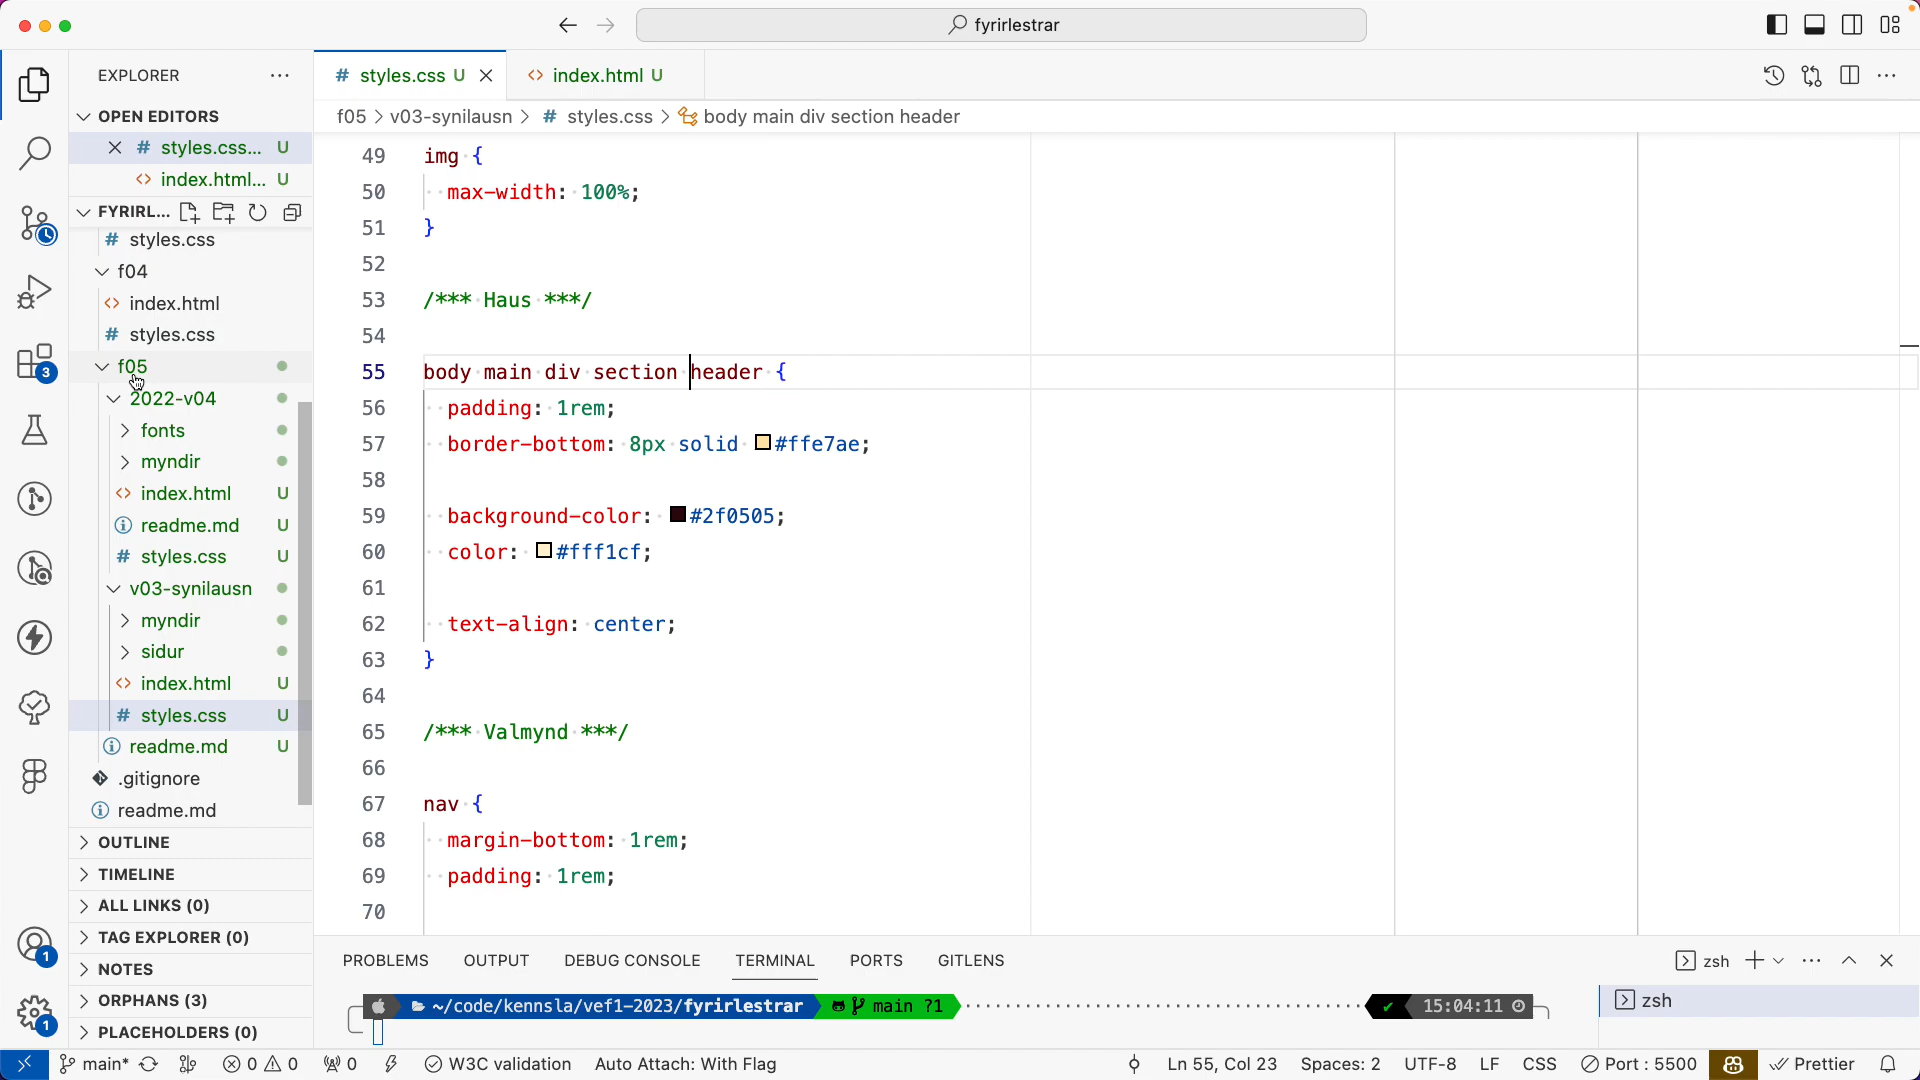 fyrirlestrar
EXPLORER
OPEN EDITORS
styles.css... U
index.html... U
FYRIRL...
styles.css
f04
index.html
styles.css
f05
2022-v04
fonts
myndir
index.html U
readme.md U
styles.css U
v03-synilausn
myndir
sidur
index.html U
styles.css U
readme.md U
.gitignore
readme.md
OUTLINE
TIMELINE
ALL LINKS (0)
TAG EXPLORER (0)
NOTES
ORPHANS (3)
PLACEHOLDERS (0)
3
1
1
# styles.css U
<> index.html U
f05 > v03-synilausn > # styles.css > body main div section header
49 img {
50 max-width: 100%;
51 }
52
53 /*** Haus ***/
54
55 body main div section header {
56 padding: 1rem;
57 border-bottom: 8px solid #ffe7ae;
58
59 background-color: #2f0505;
60 color: #fff1cf;
61
62 text-align: center;
63 }
64
65 /*** Valmynd ***/
66
67 nav {
68 margin-bottom: 1rem;
69 padding: 1rem;
70
PROBLEMS OUTPUT DEBUG CONSOLE TERMINAL PORTS GITLENS
zsh
~/code/kennsla/vef1-2023/fyrirlestrar main ?1 15:04:11
zsh
main* 0 0 0 W3C validation Auto Attach: With Flag Ln 55, Col 23 Spaces: 2 UTF-8 LF CSS Port : 5500 Prettier